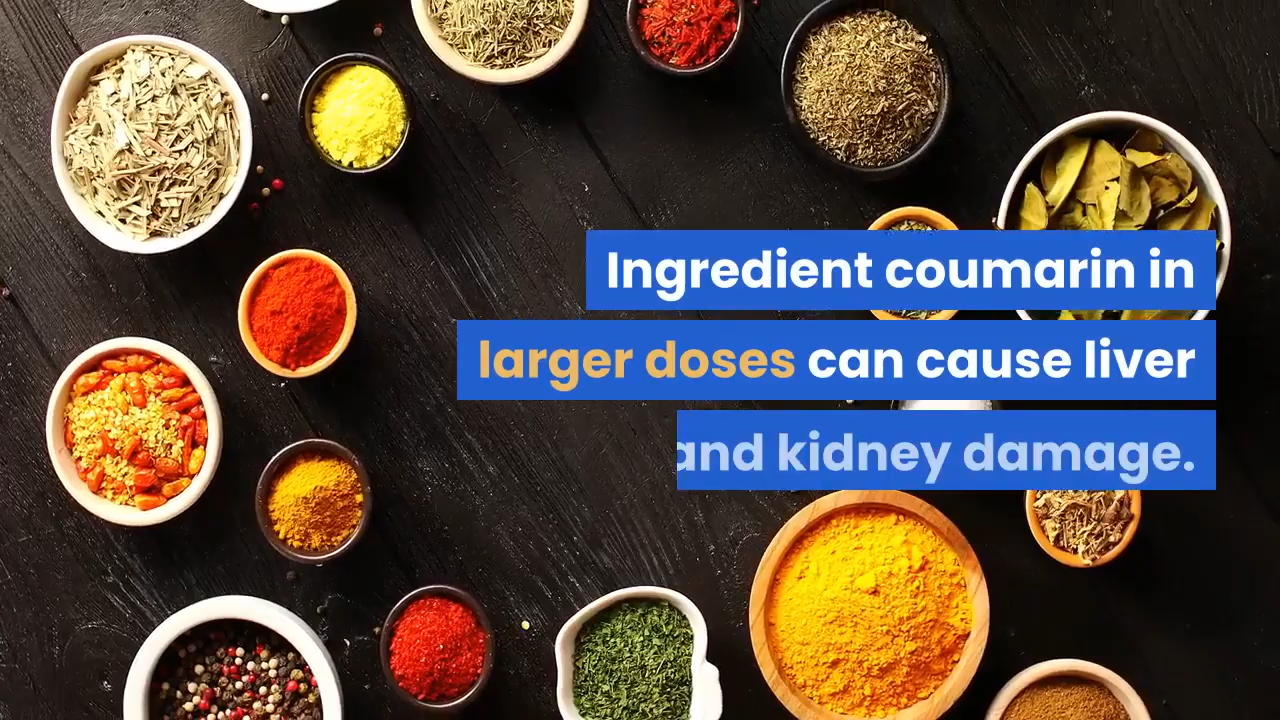 Ingredient coumarin in
larger doses can cause liver
and kidney damage.